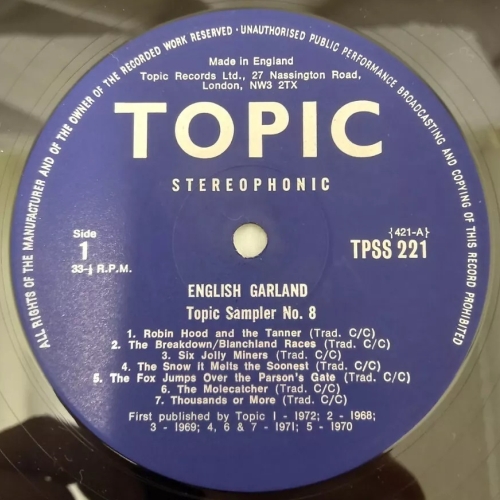 ALL RIGHTS OF THE MANUFACTURER AND OF THE OWNER OF THE RECORDED WORK RESERVED · UNAUTHORISED PUBLIC PERFORMANCE BROADCASTING AND COPYING OF THIS RECORD PROHIBITED
Made in England
Topic Records Ltd., 27 Nassington Road,
London, NW3 2TX
TOPIC
STEREOPHONIC
Side
1
33-⅓ R.P.M.
{421-A}
TPSS 221
ENGLISH GARLAND
Topic Sampler No. 8
1. Robin Hood and the Tanner (Trad. C/C)
2. The Breakdown/Blanchland Races (Trad. C/C)
3. Six Jolly Miners (Trad. C/C)
4. The Snow it Melts the Soonest (Trad. C/C)
5. The Fox Jumps Over the Parson's Gate (Trad. C/C)
6. The Molecatcher (Trad. C/C)
7. Thousands or More (Trad. C/C)
First published by Topic 1 - 1972; 2 - 1968;
3 - 1969; 4, 6 & 7 - 1971; 5 - 1970